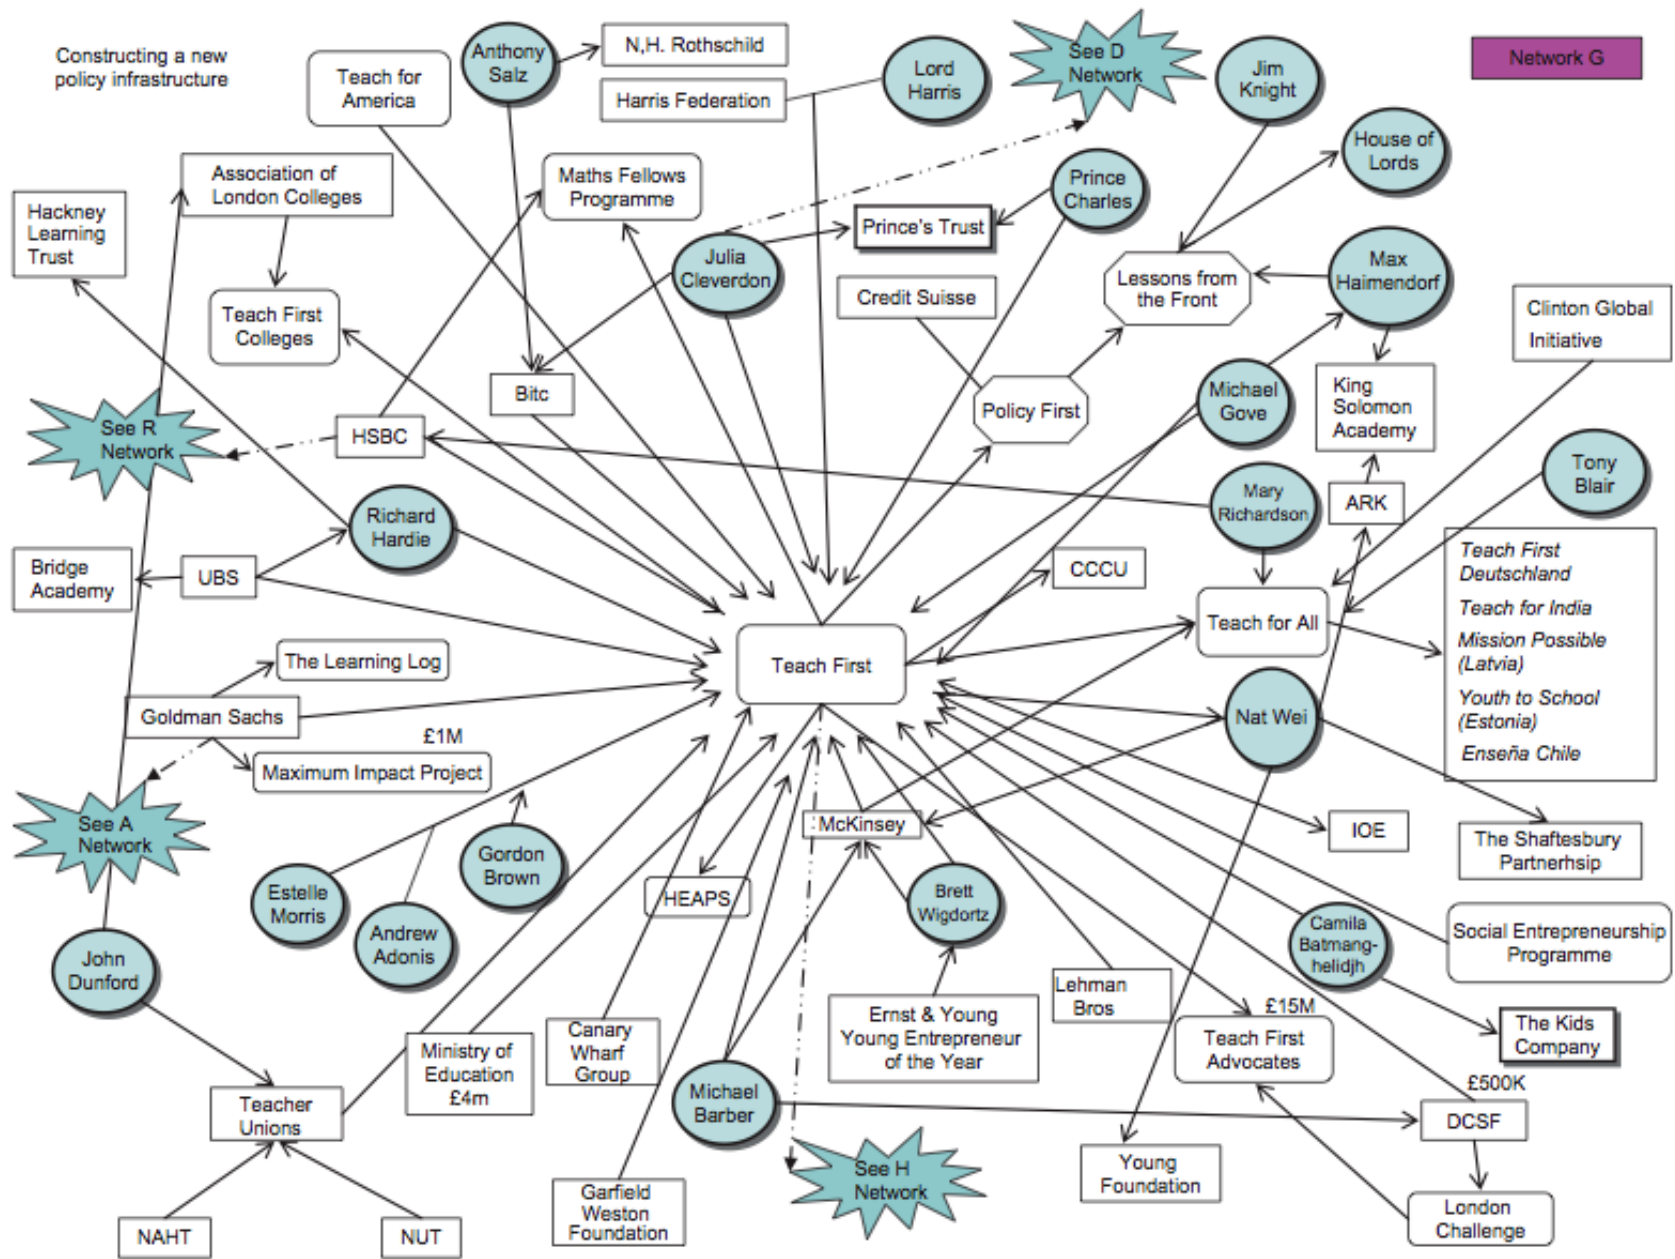 Constructing a new
policy infrastructure
Teach for
America
Anthony
Salz
N,H. Rothschild
Harris Federation
Lord
Harris
See D
Network
Jim
Knight
Network G
House of
Lords
Association of
London Colleges
Maths Fellows
Programme
Prince
Charles
Hackney
Learning
Trust
Prince's Trust
Julia
Cleverdon
Lessons from
the Front
Max
Haimendorf
Credit Suisse
Clinton Global
Initiative
Teach First
Colleges
Bitc
Policy First
Michael
Gove
King
Solomon
Academy
See R
Network
HSBC
Tony
Blair
Mary
Richardson
ARK
Richard
Hardie
Bridge
Academy
UBS
CCCU
Teach First
Deutschland
Teach for India
Mission Possible
(Latvia)
Youth to School
(Estonia)
Enseña Chile
Teach for All
The Learning Log
Teach First
Goldman Sachs
Nat Wei
£1M
Maximum Impact Project
See A
Network
McKinsey
IOE
The Shaftesbury
Partnerhsip
Gordon
Brown
Estelle
Morris
HEAPS
Brett
Wigdortz
Andrew
Adonis
Camila
Batmang-
helidjh
Social Entrepreneurship
Programme
John
Dunford
Lehman
Bros
£15M
Ernst & Young
Young Entrepreneur
of the Year
Teach First
Advocates
The Kids
Company
Canary
Wharf
Group
Ministry of
Education
£4m
£500K
Michael
Barber
Teacher
Unions
DCSF
See H
Network
Young
Foundation
Garfield
Weston
Foundation
London
Challenge
NAHT
NUT